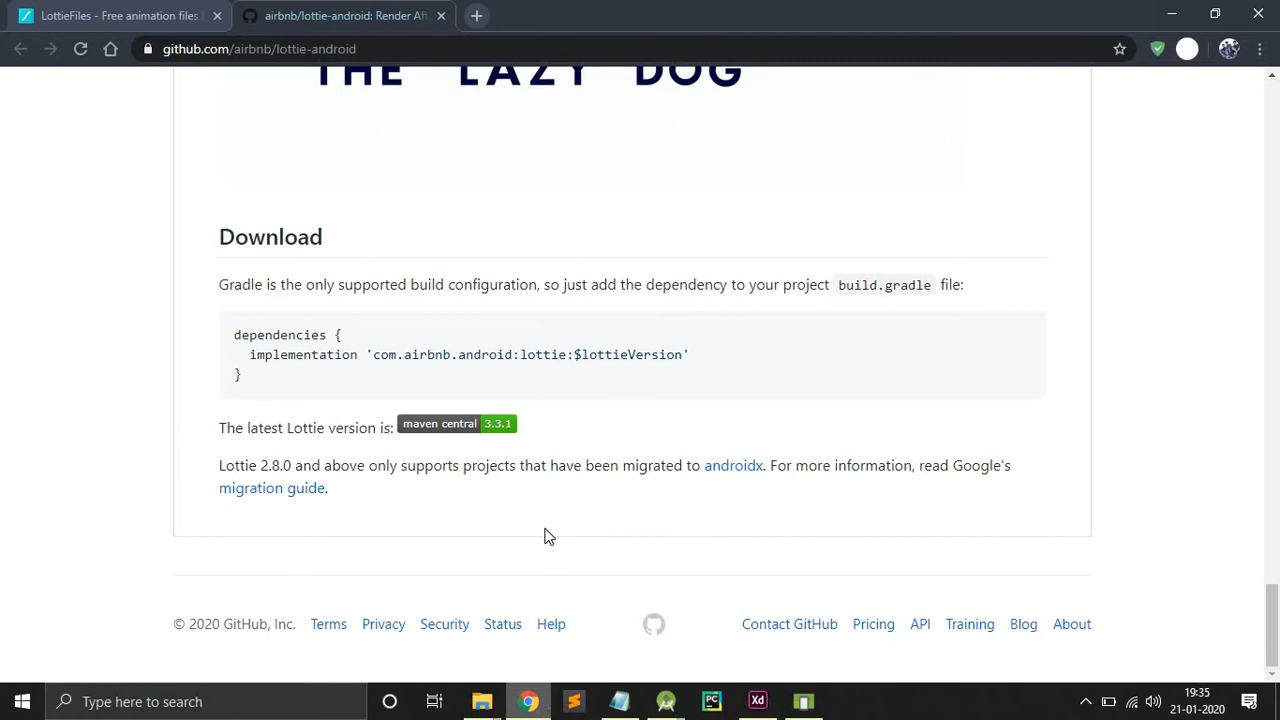 LottieFiles - Free animation files
airbnb/lottie-android: Render Af
github.com/airbnb/lottie-android
THE LAZY DOG
Download
Gradle is the only supported build configuration, so just add the dependency to your project build.gradle file:
dependencies {
implementation 'com.airbnb.android:lottie:$lottieVersion'
}
The latest Lottie version is: maven central 3.3.1
Lottie 2.8.0 and above only supports projects that have been migrated to androidx. For more information, read Google's
migration guide.
© 2020 GitHub, Inc. Terms Privacy Security Status Help Contact GitHub Pricing API Training Blog About
Type here to search
PC
Xd
19:35
21-01-2020